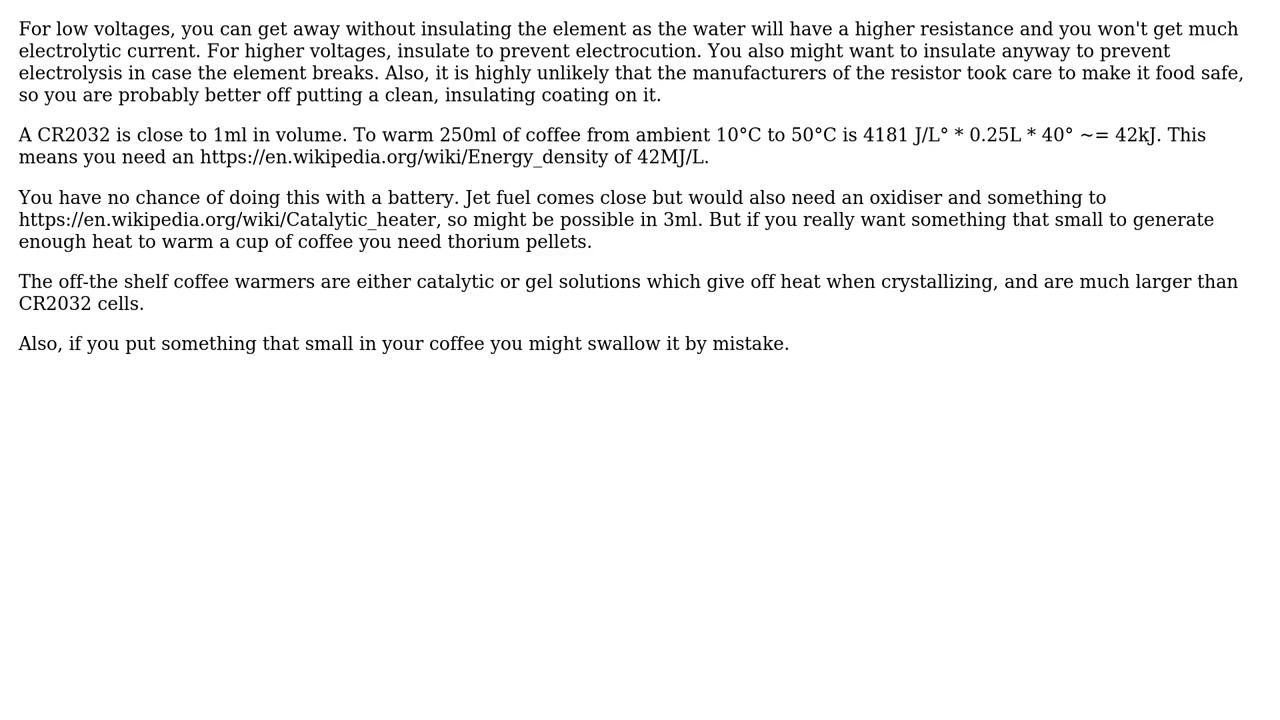 For low voltages, you can get away without insulating the element as the water will have a higher resistance and you won't get much
electrolytic current. For higher voltages, insulate to prevent electrocution. You also might want to insulate anyway to prevent
electrolysis in case the element breaks. Also, it is highly unlikely that the manufacturers of the resistor took care to make it food safe,
so you are probably better off putting a clean, insulating coating on it.
A CR2032 is close to 1ml in volume. To warm 250ml of coffee from ambient 10°C to 50°C is 4181 J/L° * 0.25L * 40° ~= 42kJ. This
means you need an https://en.wikipedia.org/wiki/Energy_density of 42MJ/L.
You have no chance of doing this with a battery. Jet fuel comes close but would also need an oxidiser and something to
https://en.wikipedia.org/wiki/Catalytic_heater, so might be possible in 3ml. But if you really want something that small to generate
enough heat to warm a cup of coffee you need thorium pellets.
The off-the shelf coffee warmers are either catalytic or gel solutions which give off heat when crystallizing, and are much larger than
CR2032 cells.
Also, if you put something that small in your coffee you might swallow it by mistake.